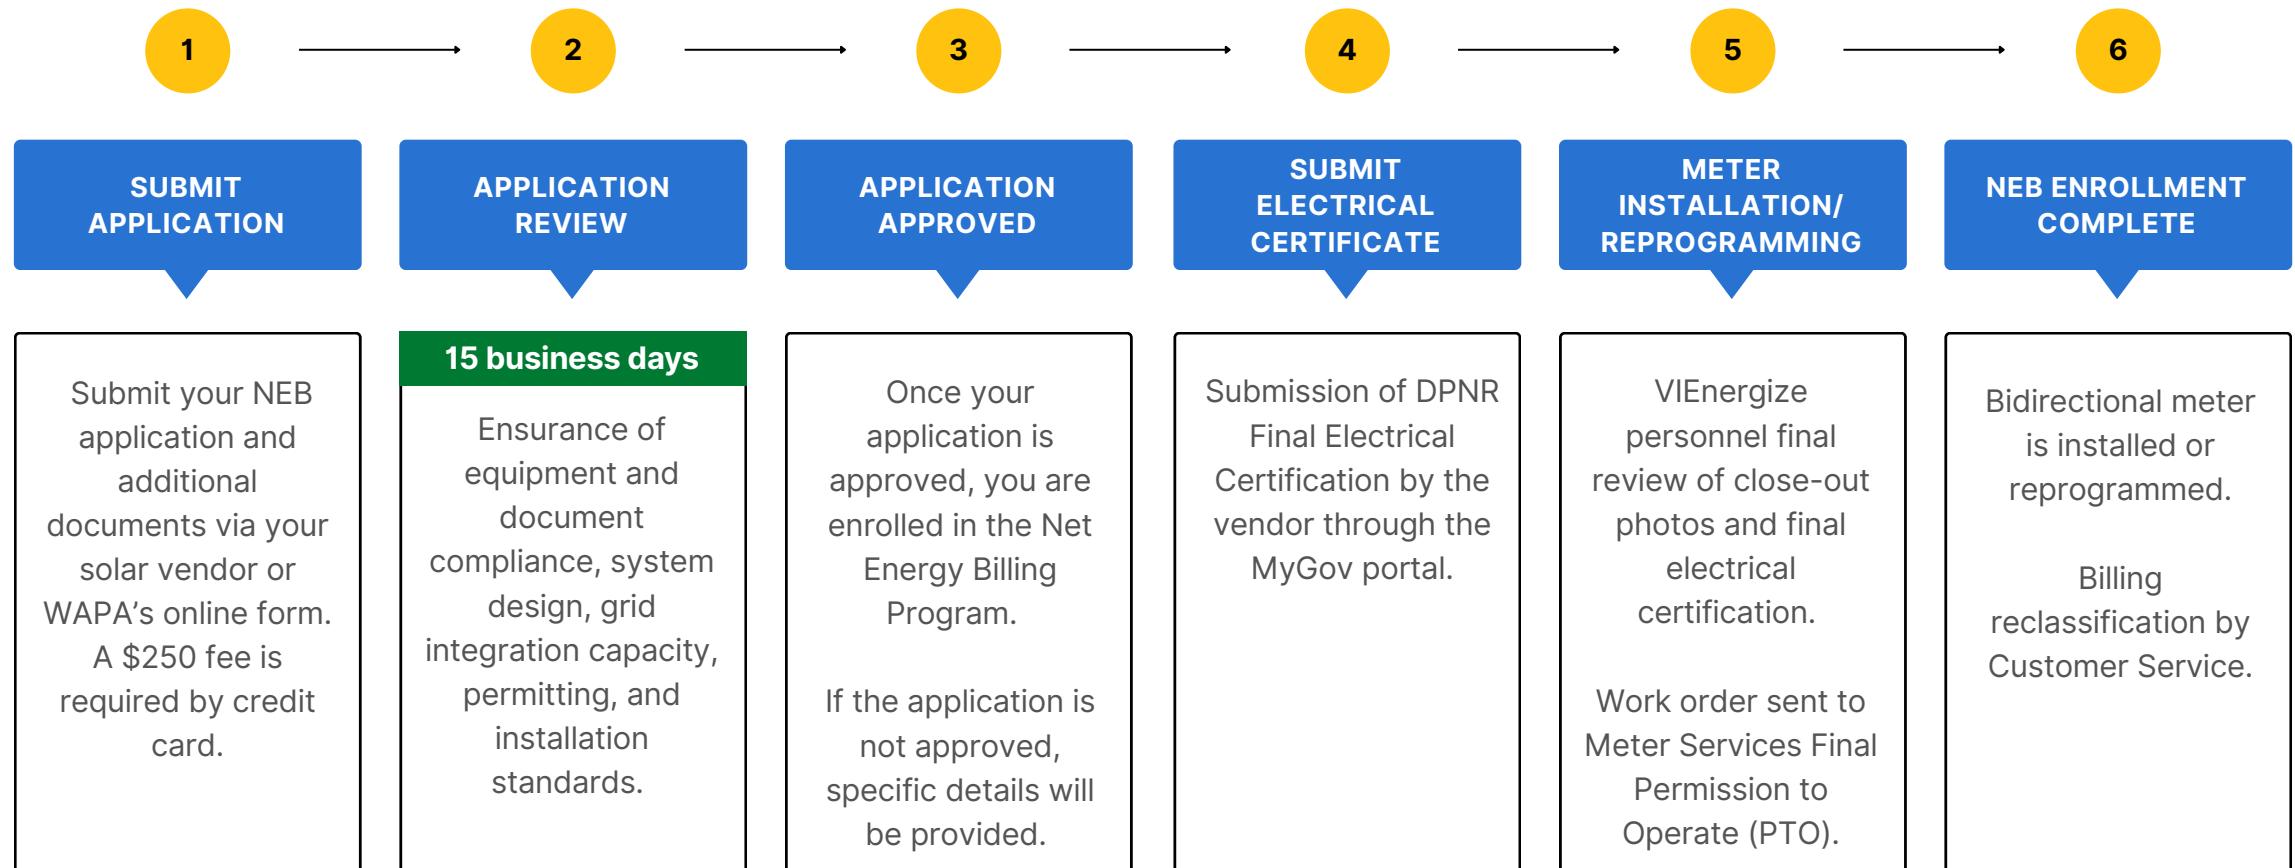 1
2
3
4
5
6
SUBMIT
APPLICATION
APPLICATION
REVIEW
APPLICATION
APPROVED
SUBMIT
ELECTRICAL
CERTIFICATE
METER
INSTALLATION/
REPROGRAMMING
NEB ENROLLMENT
COMPLETE
Submit your NEB
application and
additional
documents via your
solar vendor or
WAPA’s online form.
A $250 fee is
required by credit
card.
15 business days
Ensurance of
equipment and
document
compliance, system
design, grid
integration capacity,
permitting, and
installation
standards.
Once your
application is
approved, you are
enrolled in the Net
Energy Billing
Program.
If the application is
not approved,
specific details will
be provided.
Submission of DPNR
Final Electrical
Certification by the
vendor through the
MyGov portal.
VIEnergize
personnel final
review of close-out
photos and final
electrical
certification.
Work order sent to
Meter Services Final
Permission to
Operate (PTO).
Bidirectional meter
is installed or
reprogrammed.
Billing
reclassification by
Customer Service.